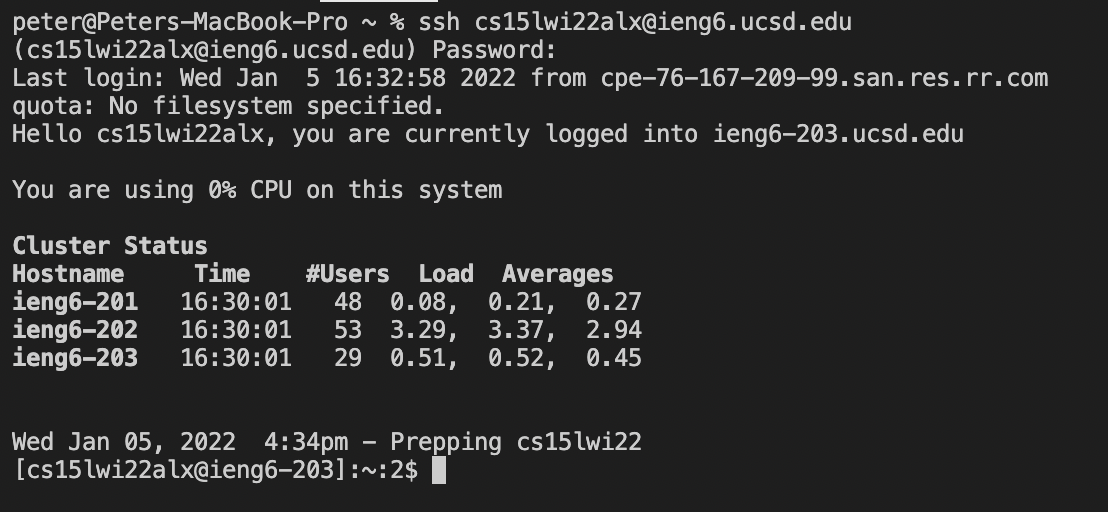 peter@Peters-MacBook-Pro ~ % ssh cs15lwi22alx@ieng6.ucsd.edu
(cs15lwi22alx@ieng6.ucsd.edu) Password:
Last login: Wed Jan  5 16:32:58 2022 from cpe-76-167-209-99.san.res.rr.com
quota: No filesystem specified.
Hello cs15lwi22alx, you are currently logged into ieng6-203.ucsd.edu
You are using 0% CPU on this system
Cluster Status
Hostname     Time    #Users  Load  Averages
ieng6-201   16:30:01   48  0.08,  0.21,  0.27
ieng6-202   16:30:01   53  3.29,  3.37,  2.94
ieng6-203   16:30:01   29  0.51,  0.52,  0.45
Wed Jan 05, 2022  4:34pm - Prepping cs15lwi22
[cs15lwi22alx@ieng6-203]:~:2$